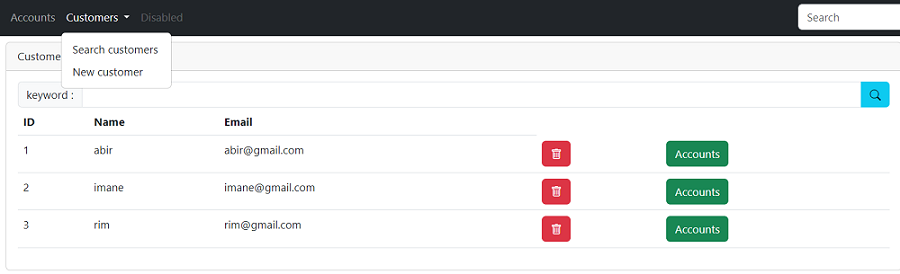 Accounts Customers Disabled Search
Search customers
New customer
Custome
keyword :
ID Name Email
1 abir abir@gmail.com Accounts
2 imane imane@gmail.com Accounts
3 rim rim@gmail.com Accounts